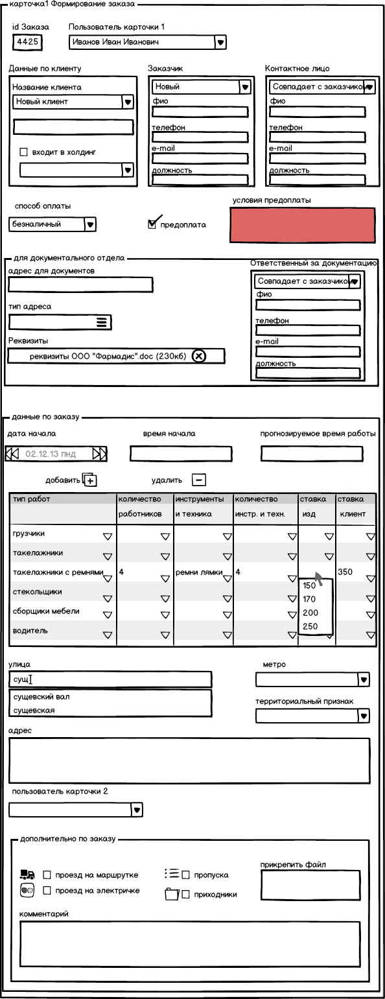 карточка1 Формирование заказа
id Заказа
Пользователь карточки 1
4425
Иванов Иван Иванович
Данные по клиенту
Заказчик
Контактное лицо
Название клиента
Новый клиент
входит в холдинг
Новый
фио
телефон
e-mail
должность
Совпадает с заказчиком
фио
телефон
e-mail
должность
способ оплаты
безналичный
предоплата
условия предоплаты
для документального отдела
адрес для документов
тип адреса
Реквизиты
реквизиты ООО "Фармадис".doc (230кб)
Ответственный за документацию
Совпадает с заказчиком
фио
телефон
e-mail
должность
данные по заказу
дата начала
время начала
прогнозируемое время работы
02.12.13 пнд
добавить
удалить
тип работ
количество работников
инструменты и техника
количество инстр. и техн.
ставка изд
ставка клиент
грузчики
такелажники
такелажники с ремнями 4 ремни лямки 4 350
стекольщики
сборщики мебели
водитель
150
170
200
250
улица
метро
сущ
сущевский вал
сущевская
территориальный признак
адрес
пользователь карточки 2
дополнительно по заказу
проезд на маршрутке
проезд на электричке
пропуска
приходники
прикрепить файл
комментарий